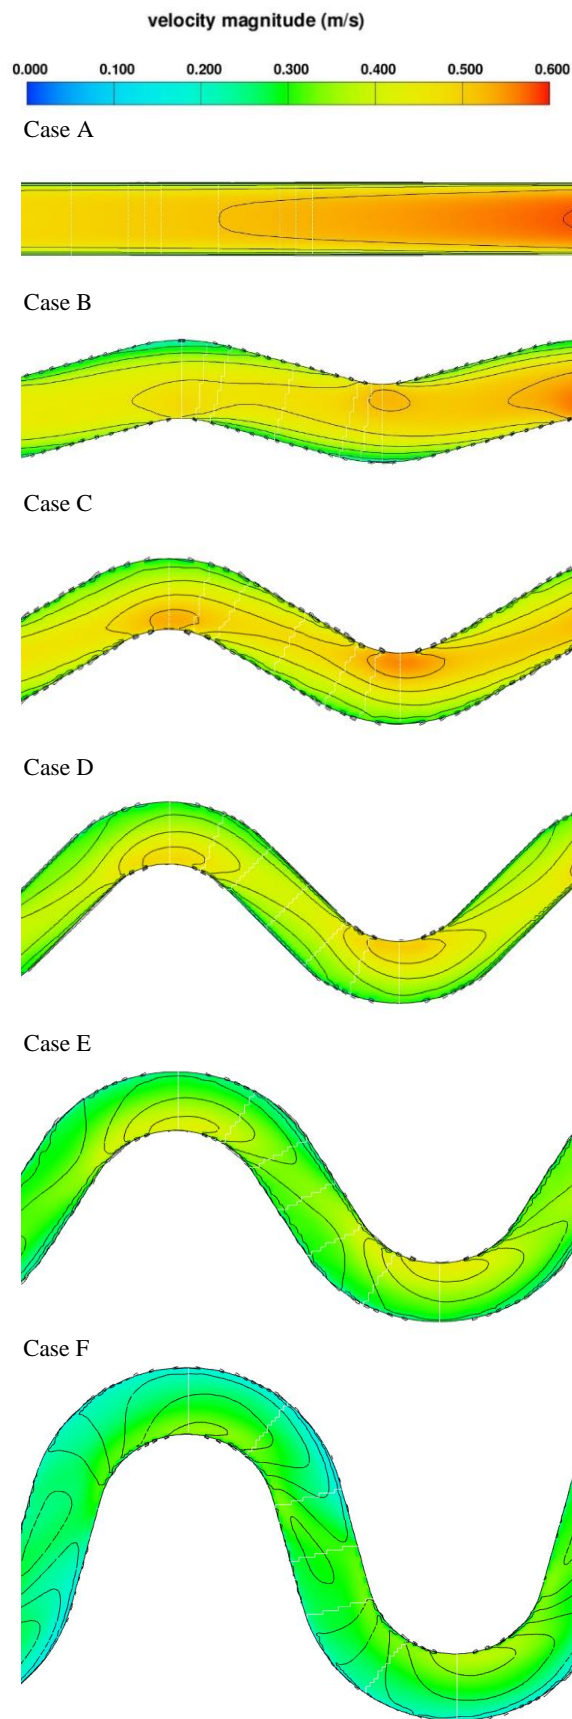 velocity magnitude (m/s)
0.000 0.100 0.200 0.300 0.400 0.500 0.600
Case A
Case B
Case C
Case D
Case E
Case F